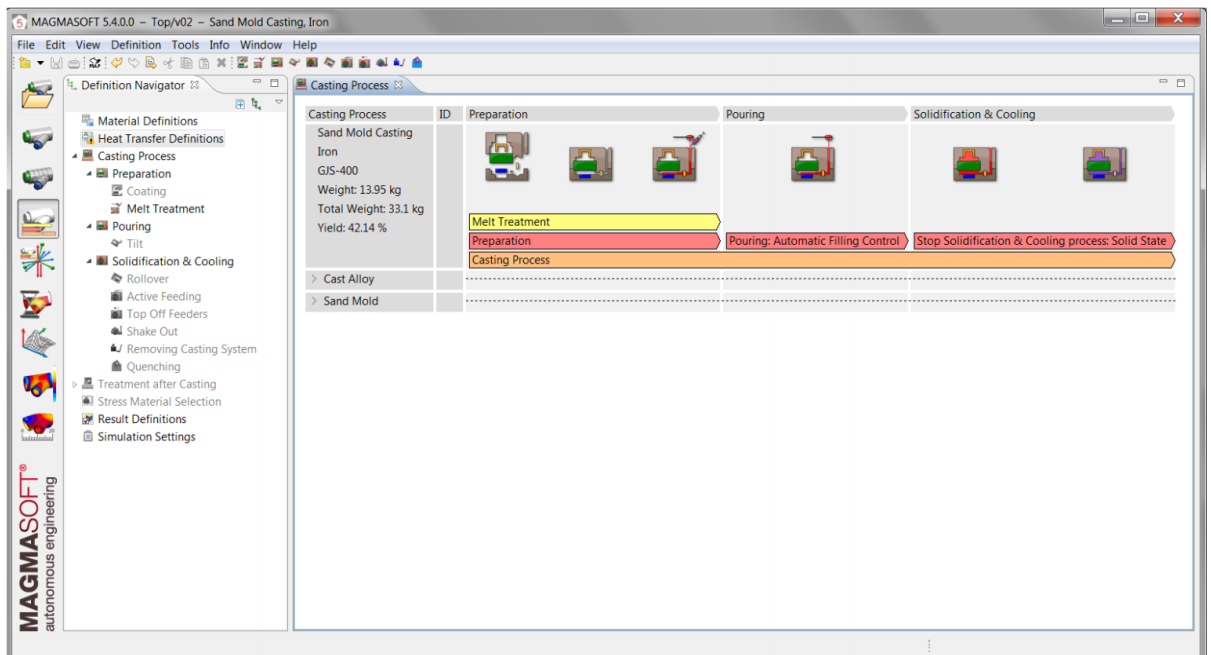 MAGMASOFT 5.4.0.0 – Top/v02 – Sand Mold Casting, Iron
File Edit View Definition Tools Info Window Help
Definition Navigator
Material Definitions
Heat Transfer Definitions
Casting Process
Preparation
Coating
Melt Treatment
Pouring
Tilt
Solidification & Cooling
Rollover
Active Feeding
Top Off Feeders
Shake Out
Removing Casting System
Quenching
Treatment after Casting
Stress Material Selection
Result Definitions
Simulation Settings
Casting Process
Casting Process ID Preparation Pouring Solidification & Cooling
Sand Mold Casting
Iron
GJS-400
Weight: 13.95 kg
Total Weight: 33.1 kg
Yield: 42.14 %
Melt Treatment
Preparation Pouring: Automatic Filling Control Stop Solidification & Cooling process: Solid State
Casting Process
Cast Alloy
Sand Mold
MAGMASOFT®
autonomous engineering